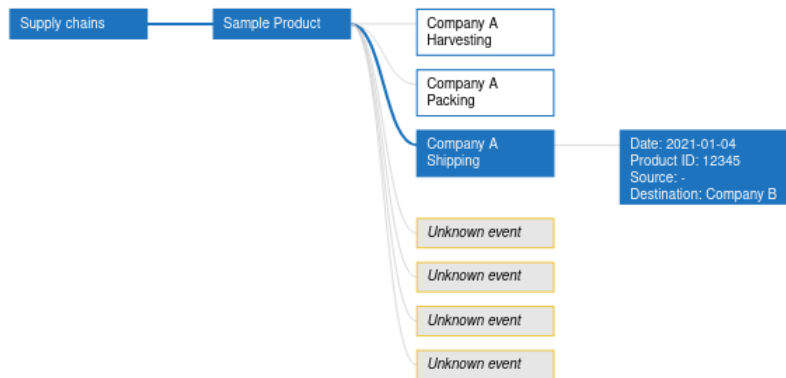 Supply chains
Sample Product
Company A
Harvesting
Company A
Packing
Company A
Shipping
Date: 2021-01-04
Product ID: 12345
Source: -
Destination: Company B
Unknown event
Unknown event
Unknown event
Unknown event